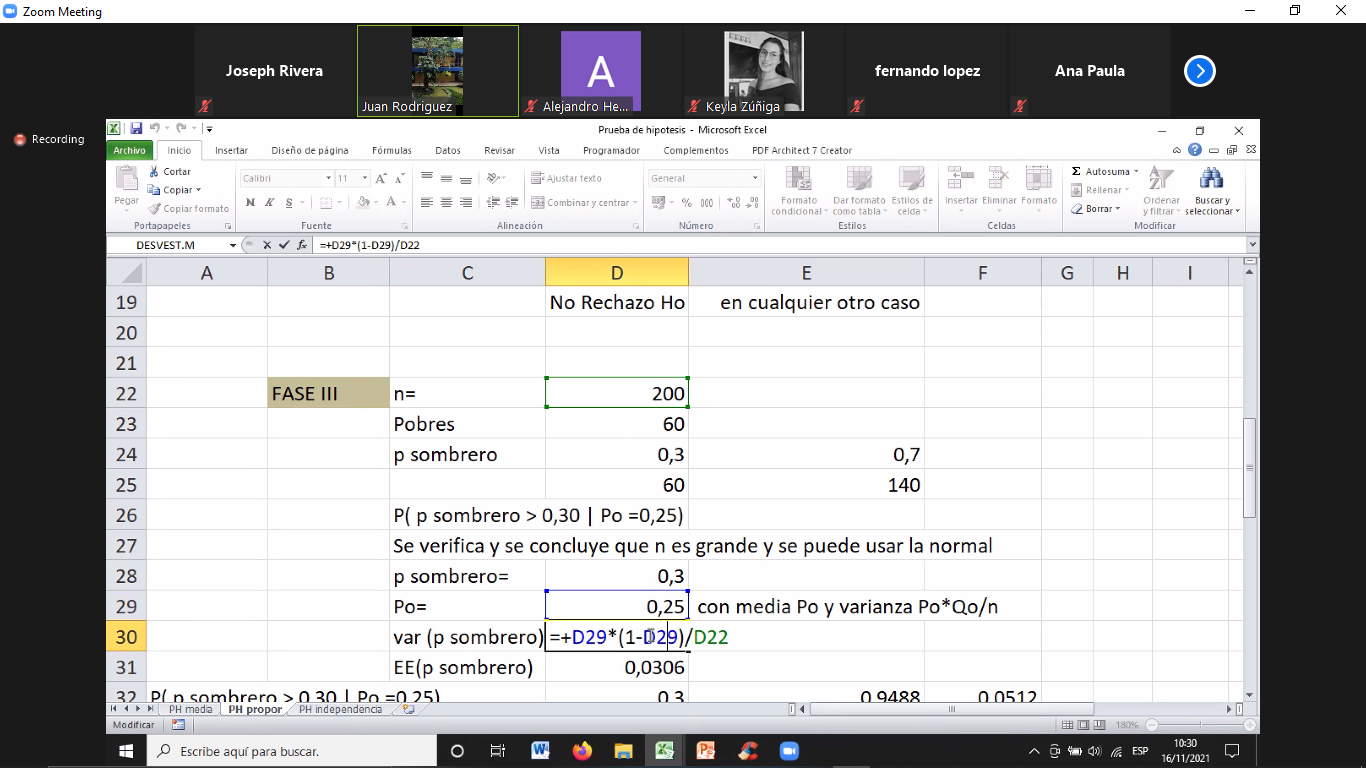 Zoom Meeting
Joseph Rivera
Juan Rodriguez
A
Alejandro He...
Keyla Zúñiga
fernando lopez
Ana Paula
Recording
Prueba de hipotesis - Microsoft Excel
Archivo Inicio Insertar Diseño de página Fórmulas Datos Revisar Vista Programador Complementos PDF Architect 7 Creator
Pegar
Cortar
Copiar
Copiar formato
Portapapeles
Calibri 11
N K S
Fuente
Ajustar texto
Combinar y centrar
Alineación
General
% 000
Número
Formato condicional
Dar formato como tabla
Estilos de celda
Estilos
Insertar Eliminar Formato
Celdas
Σ Autosuma
Rellenar
Borrar
Ordenar y filtrar
Buscar y seleccionar
Modificar
DESVEST.M fx =+D29*(1-D29)/D22
A B C D E F G H I
19 No Rechazo Ho en cualquier otro caso
20
21
22 FASE III n= 200
23 Pobres 60
24 p sombrero 0,3 0,7
25 60 140
26 P( p sombrero > 0,30 | Po =0,25)
27 Se verifica y se concluye que n es grande y se puede usar la normal
28 p sombrero= 0,3
29 Po= 0,25 con media Po y varianza Po*Qo/n
30 var (p sombrero) =+D29*(1-D29)/D22
31 EE(p sombrero) 0,0306
32 P( p sombrero > 0,30 | Po =0,25) 0,3 0,9488 0,0512
PH media PH propor PH independencia
Modificar 180%
Escribe aquí para buscar.
ESP
10:30
16/11/2021